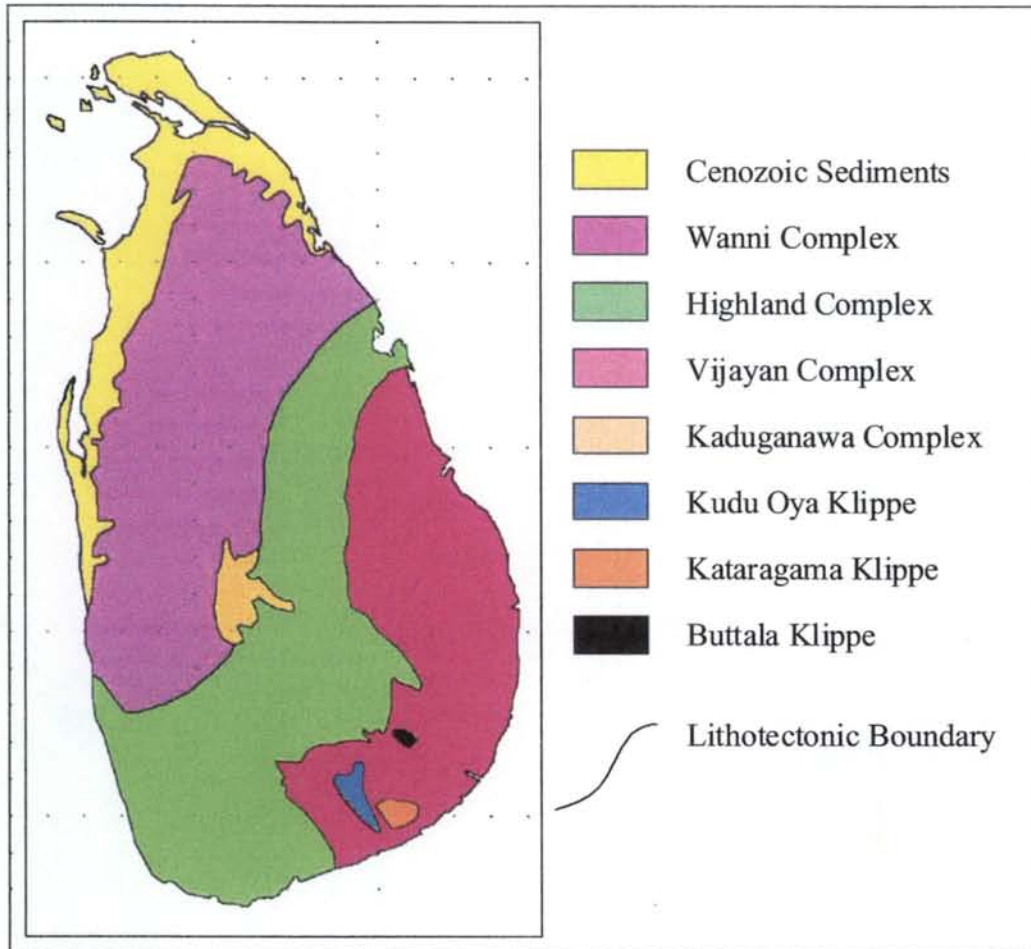 Cenozoic Sediments
Wanni Complex
Highland Complex
Vijayan Complex
Kaduganawa Complex
Kudu Oya Klippe
Kataragama Klippe
Buttala Klippe
Lithotectonic Boundary